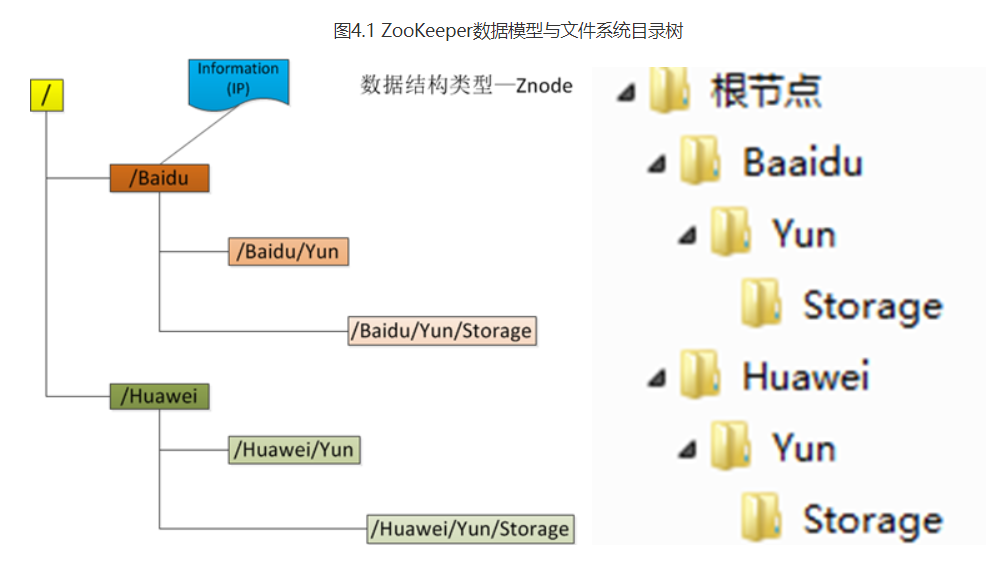 图4.1 ZooKeeper数据模型与文件系统目录树
/
Information
(IP)
数据结构类型—Znode
/Baidu
/Baidu/Yun
/Baidu/Yun/Storage
/Huawei
/Huawei/Yun
/Huawei/Yun/Storage
根节点
Baaidu
Yun
Storage
Huawei
Yun
Storage